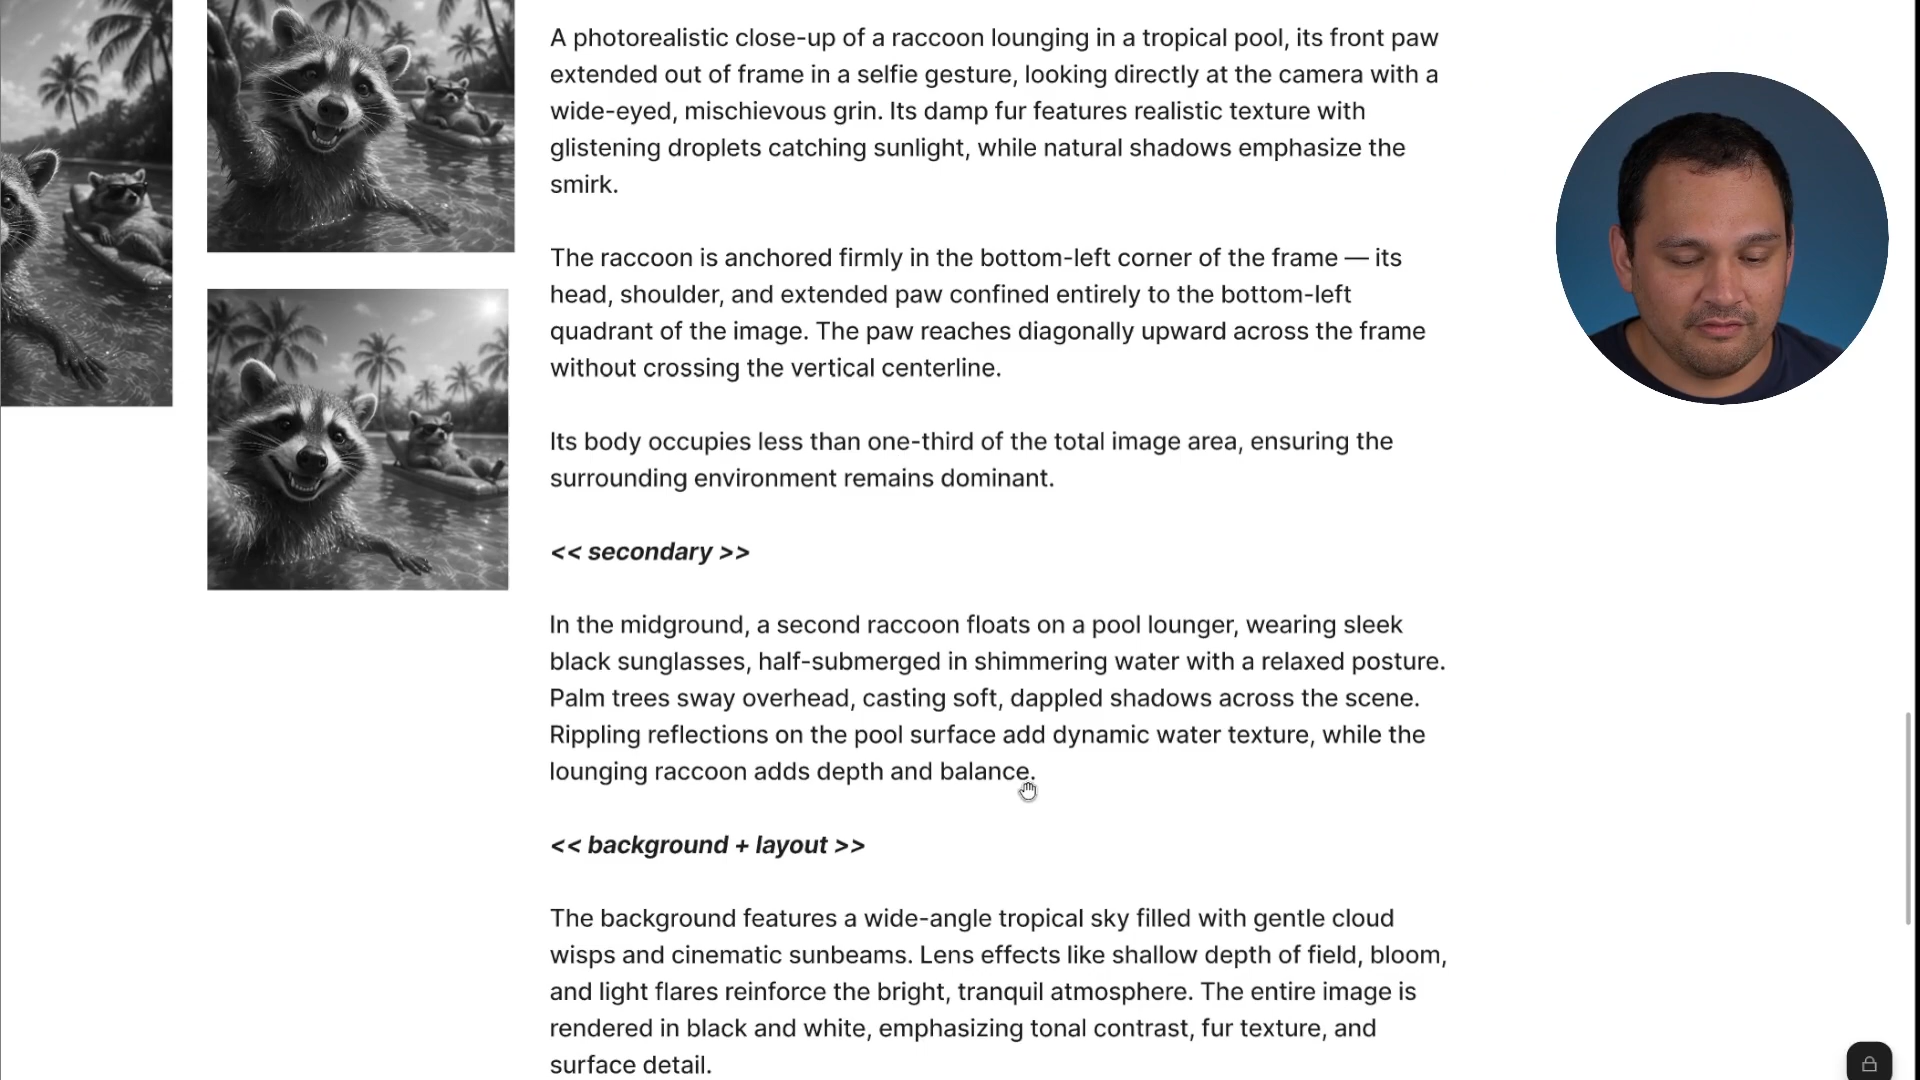 A photorealistic close-up of a raccoon lounging in a tropical pool, its front paw
extended out of frame in a selfie gesture, looking directly at the camera with a
wide-eyed, mischievous grin. Its damp fur features realistic texture with
glistening droplets catching sunlight, while natural shadows emphasize the
smirk.
The raccoon is anchored firmly in the bottom-left corner of the frame — its
head, shoulder, and extended paw confined entirely to the bottom-left
quadrant of the image. The paw reaches diagonally upward across the frame
without crossing the vertical centerline.
Its body occupies less than one-third of the total image area, ensuring the
surrounding environment remains dominant.
<< secondary >>
In the midground, a second raccoon floats on a pool lounger, wearing sleek
black sunglasses, half-submerged in shimmering water with a relaxed posture.
Palm trees sway overhead, casting soft, dappled shadows across the scene.
Rippling reflections on the pool surface add dynamic water texture, while the
lounging raccoon adds depth and balance.
<< background + layout >>
The background features a wide-angle tropical sky filled with gentle cloud
wisps and cinematic sunbeams. Lens effects like shallow depth of field, bloom,
and light flares reinforce the bright, tranquil atmosphere. The entire image is
rendered in black and white, emphasizing tonal contrast, fur texture, and
surface detail.